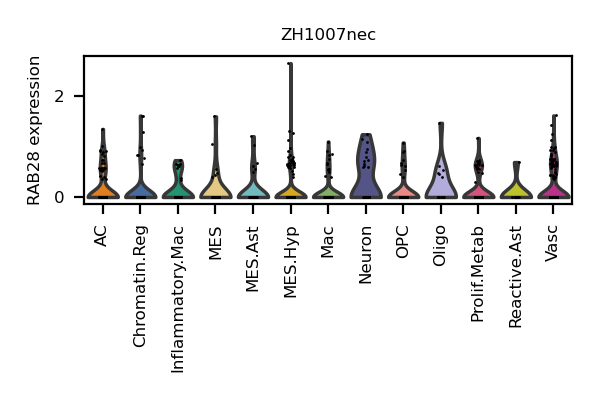 ZH1007nec
RAB28 expression
2
0
AC
Chromatin.Reg
Inflammatory.Mac
MES
MES.Ast
MES.Hyp
Mac
Neuron
OPC
Oligo
Prolif.Metab
Reactive.Ast
Vasc